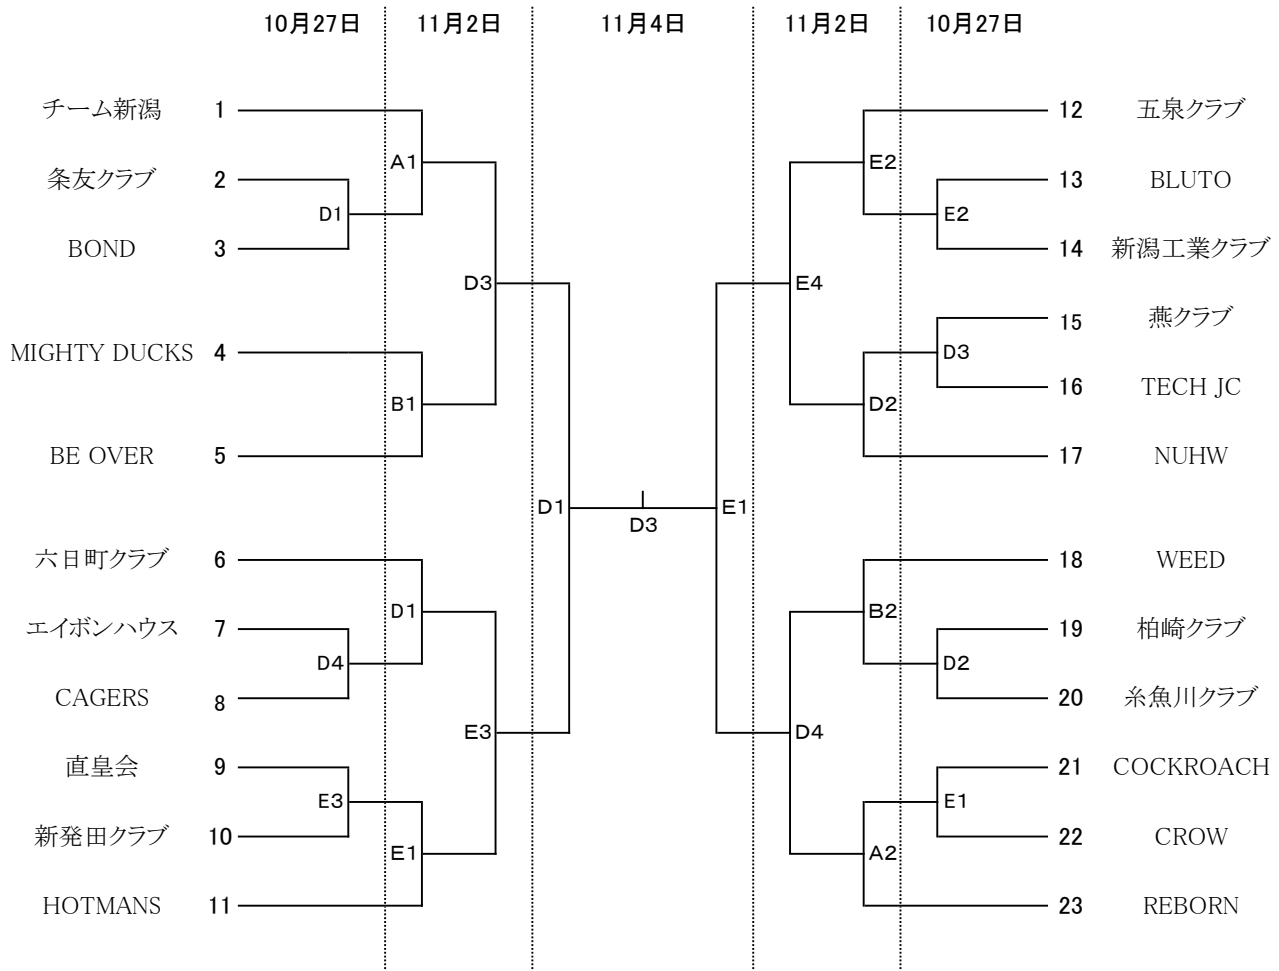 10月27日 11月2日 11月4日 11月2日 10月27日
チーム新潟 1 12 五泉クラブ
A1 E2
条友クラブ 2 13 BLUTO
D1 E2
BOND 3 14 新潟工業クラブ
D3 E4
15 燕クラブ
MIGHTY DUCKS 4 D3
16 TECH JC
B1 D2
BE OVER 5 17 NUHW
D1 E1
D3
六日町クラブ 6 18 WEED
D1 B2
エイボンハウス 7 19 柏崎クラブ
D4 D2
CAGERS 8 20 糸魚川クラブ
E3 D4
直皇会 9 21 COCKROACH
E3 E1
新発田クラブ 10 22 CROW
E1 A2
HOTMANS 11 23 REBORN